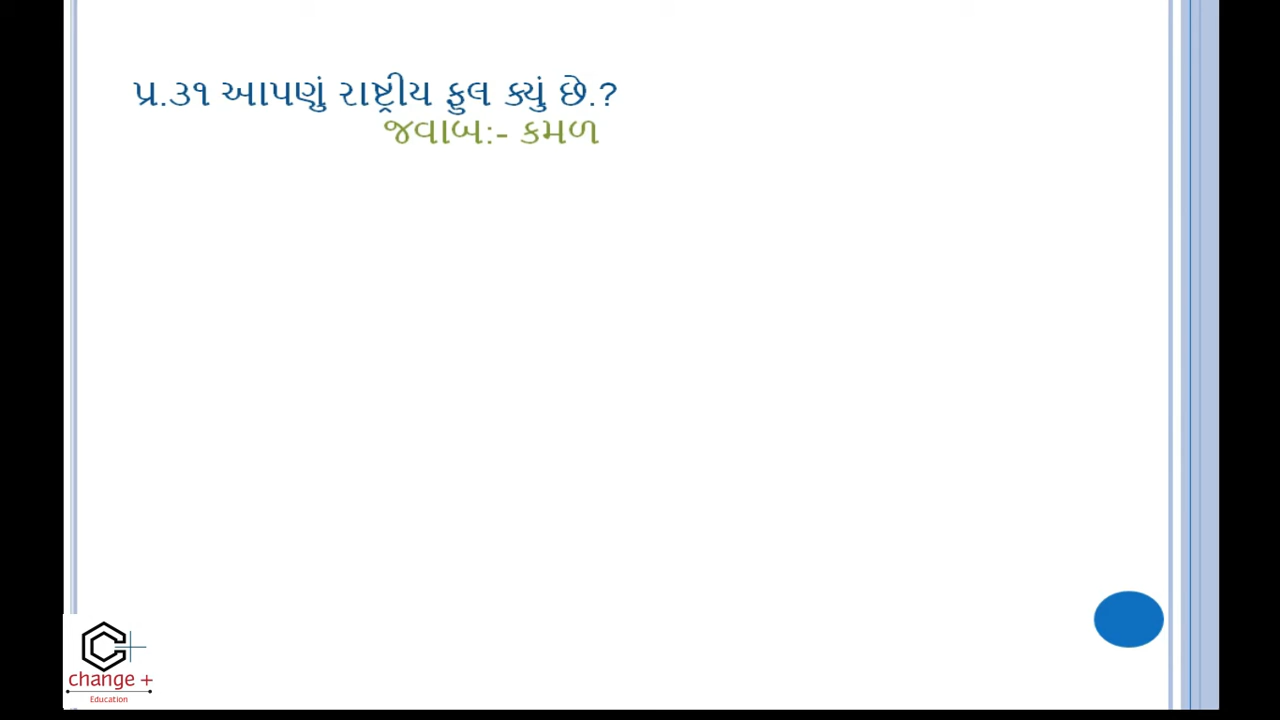 પ્ર.૩૧ આપણું રાષ્ટ્રીય ફુલ ક્યું છે.?
જવાબ:- કમળ
change +
Education